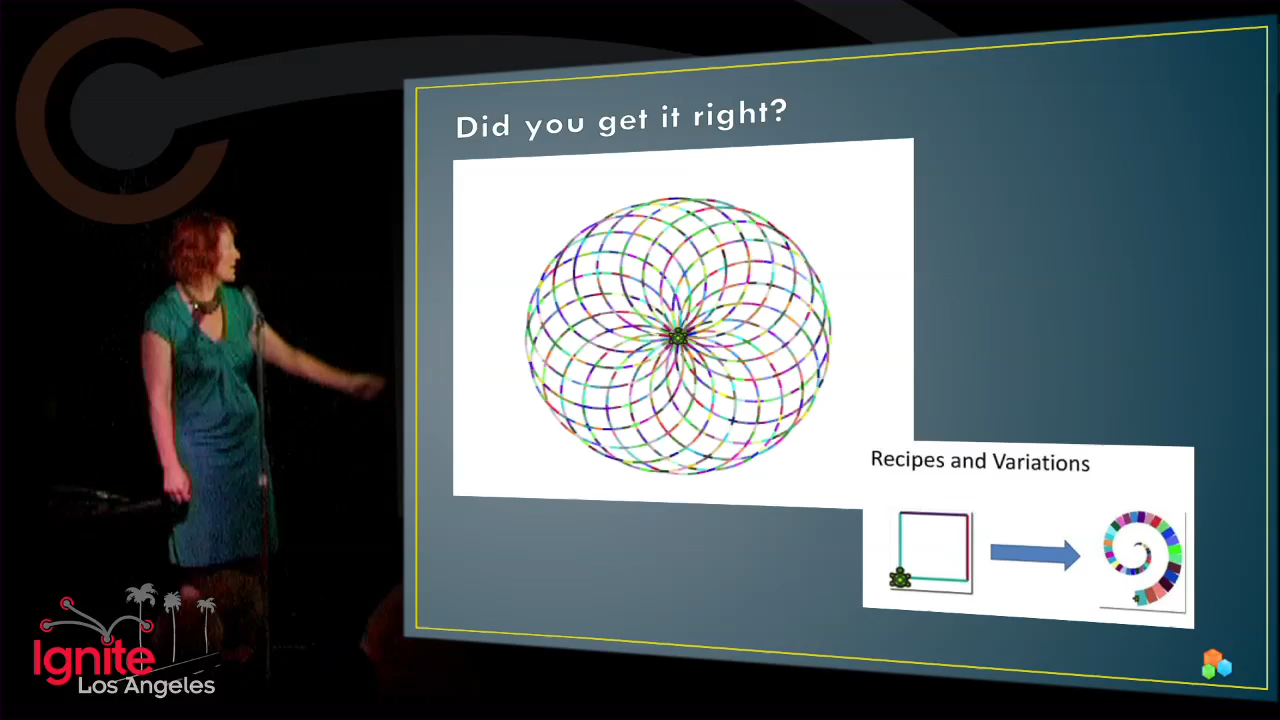 Did you get it right?
Recipes and Variations
Ignite
Los Angeles